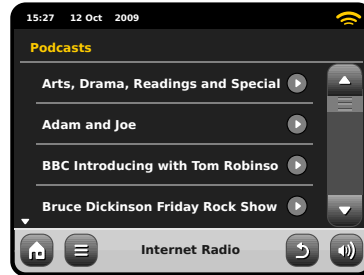 15:27 12 Oct 2009
Podcasts
Arts, Drama, Readings and Special
Adam and Joe
BBC Introducing with Tom Robinso
Bruce Dickinson Friday Rock Show
Internet Radio